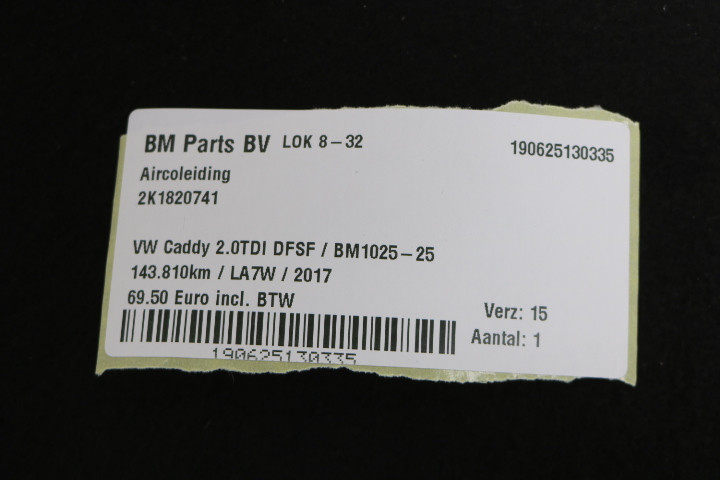 BM Parts BV LOK 8-32 190625130335
Aircoleiding
2K1820741
VW Caddy 2.0TDI DFSF / BM1025-25
143.810km / LA7W / 2017
69.50 Euro incl. BTW
Verz: 15
Aantal: 1
190625130335